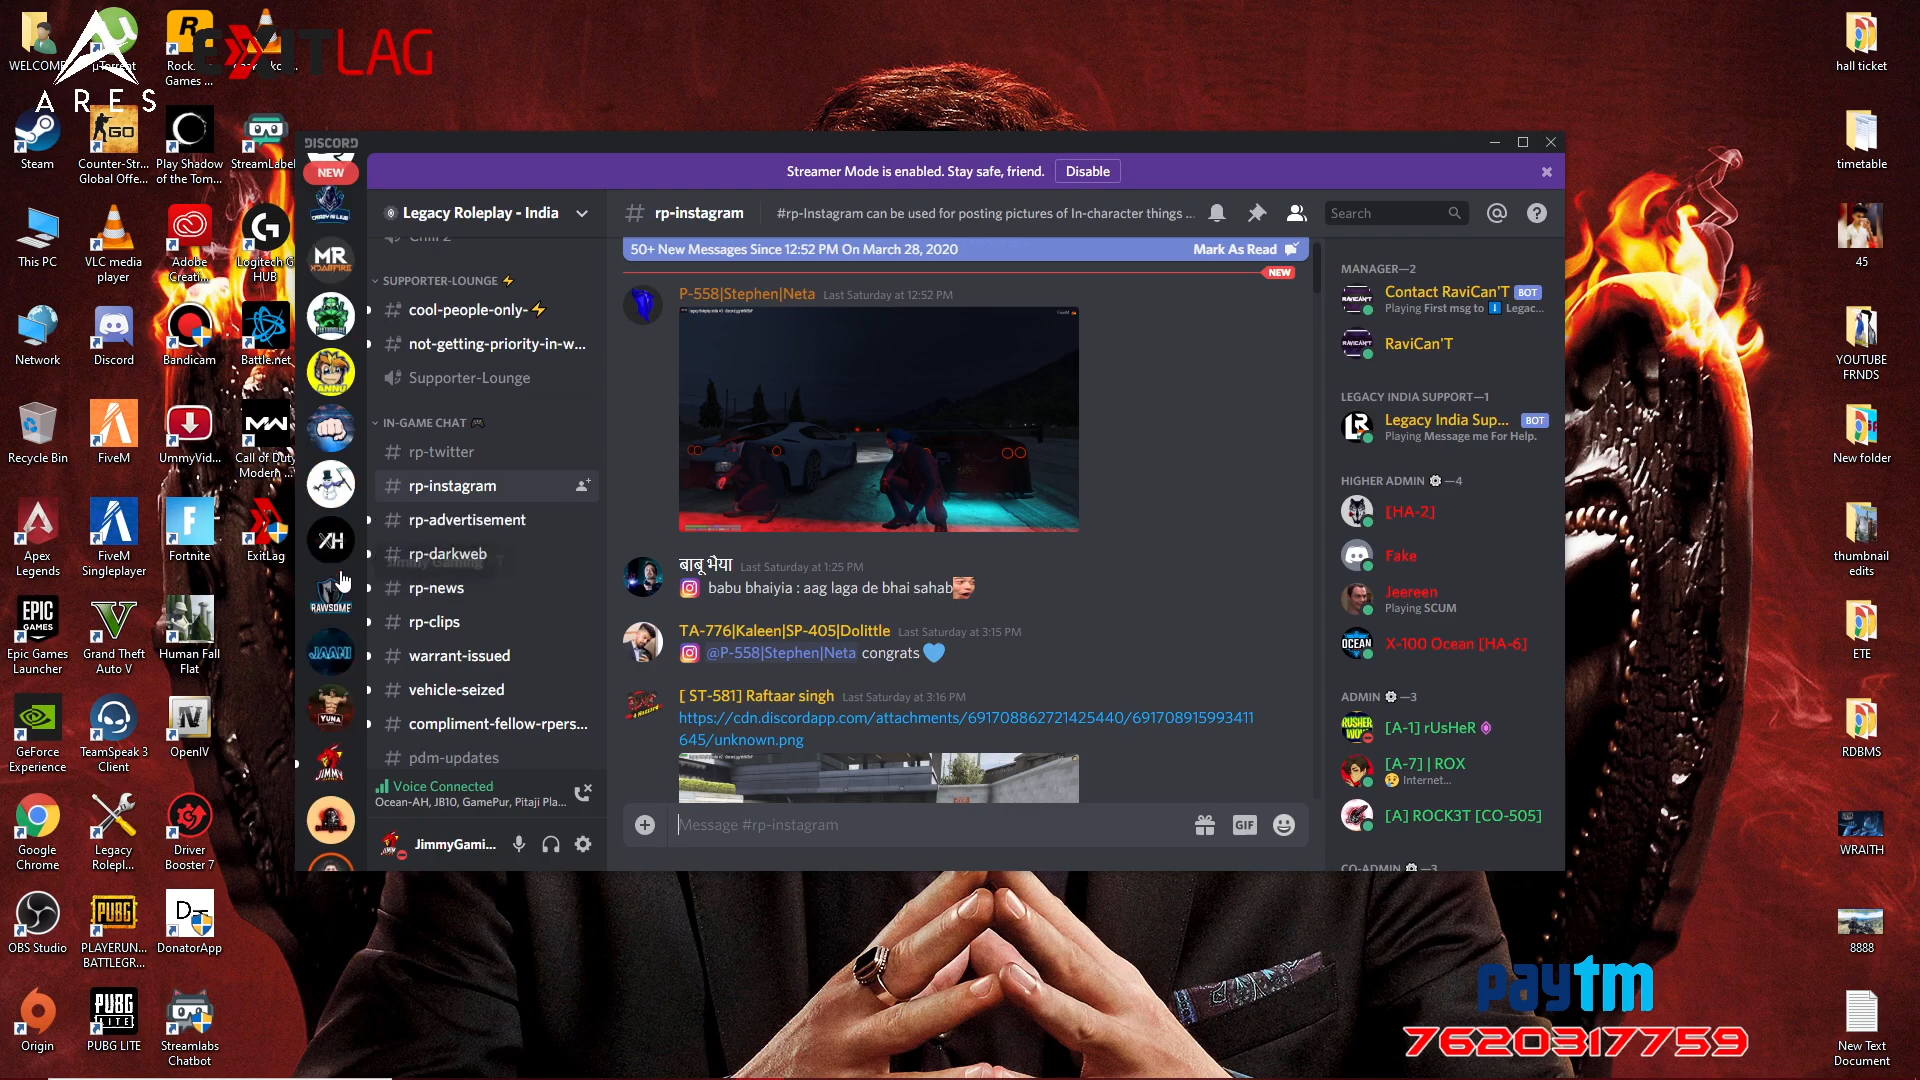 WELCOME
µTorrent
Games ...
EXITLAG
ARES
Steam
Counter-Str...
Global Offe...
Play Shadow
of the Tom...
StreamLabel
This PC
VLC media
player
Adobe
Creati...
Logitech G
HUB
Network
Discord
Bandicam
Battle.net
Recycle Bin
FiveM
UmmyVid...
Call of Duty
Modern ...
Apex
Legends
FiveM
Singleplayer
Fortnite
ExitLag
Epic Games
Launcher
Grand Theft
Auto V
Human Fall
Flat
GeForce
Experience
TeamSpeak 3
Client
OpenIV
Google
Chrome
Legacy
Rolepl...
Driver
Booster 7
OBS Studio
PLAYERUN...
BATTLEGR...
DonatorApp
Origin
PUBG LITE
Streamlabs
Chatbot
DISCORD
NEW
MR
ANNU
XH
RAWSOME
JAANI
YUNA
JIMMY
Streamer Mode is enabled. Stay safe, friend.
Disable
Legacy Roleplay - India
Chill 2
SUPPORTER-LOUNGE ⚡
cool-people-only-⚡
not-getting-priority-in-w...
Supporter-Lounge
IN-GAME CHAT 🎮
# rp-twitter
# rp-instagram
# rp-advertisement
# rp-darkweb
# rp-news
# rp-clips
# warrant-issued
# vehicle-seized
# compliment-fellow-rpers...
# pdm-updates
Voice Connected
Ocean-AH, JB10, GamePur, Pitaji Pla...
JimmyGami...
# rp-instagram
#rp-Instagram can be used for posting pictures of In-character things ...
Search
50+ New Messages Since 12:52 PM On March 28, 2020
Mark As Read
NEW
P-558|Stephen|Neta Last Saturday at 12:52 PM
बाबू भैया Last Saturday at 1:25 PM
babu bhaiyia : aag laga de bhai sahab
TA-776|Kaleen|SP-405|Dolittle Last Saturday at 3:15 PM
@P-558|Stephen|Neta congrats 💙
[ ST-581] Raftaar singh Last Saturday at 3:16 PM
https://cdn.discordapp.com/attachments/691708862721425440/691708915993411
645/unknown.png
Message #rp-instagram
GIF
MANAGER—2
Contact RaviCan'T BOT
Playing First msg to ℹ Legac...
RaviCan'T
LEGACY INDIA SUPPORT—1
Legacy India Sup... BOT
Playing Message me For Help.
HIGHER ADMIN ⚙ —4
[HA-2]
Fake
Jeereen
Playing SCUM
X-100 Ocean [HA-6]
ADMIN ⚙ —3
[A-1] rUsHeR
[A-7] | ROX
Internet...
[A] ROCK3T [CO-505]
CO-ADMIN ⚙ —3
hall ticket
timetable
45
YOUTUBE
FRNDS
New folder
thumbnail
edits
ETE
RDBMS
WRAITH
8888
New Text
Document
paytm
7620317759